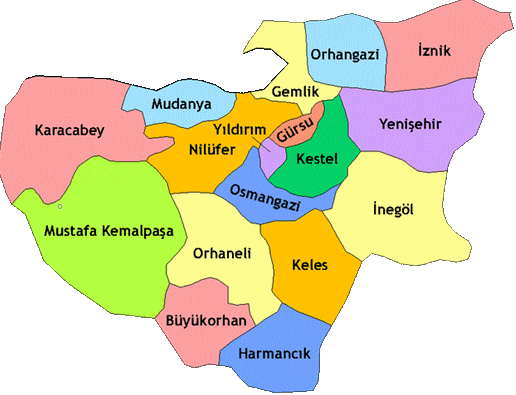 İznik
Orhangazi
Gemlik
Mudanya
Karacabey
Yıldırım
Gürsu
Yenişehir
Nilüfer
Kestel
Osmangazi
İnegöl
Mustafa Kemalpaşa
Orhaneli
Keles
Büyükorhan
Harmancık